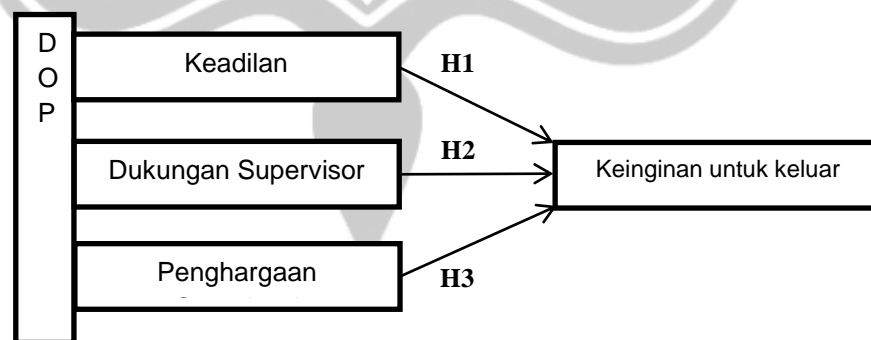 D
O
P
Keadilan
H1
Dukungan Supervisor
H2
Keinginan untuk keluar
Penghargaan
H3